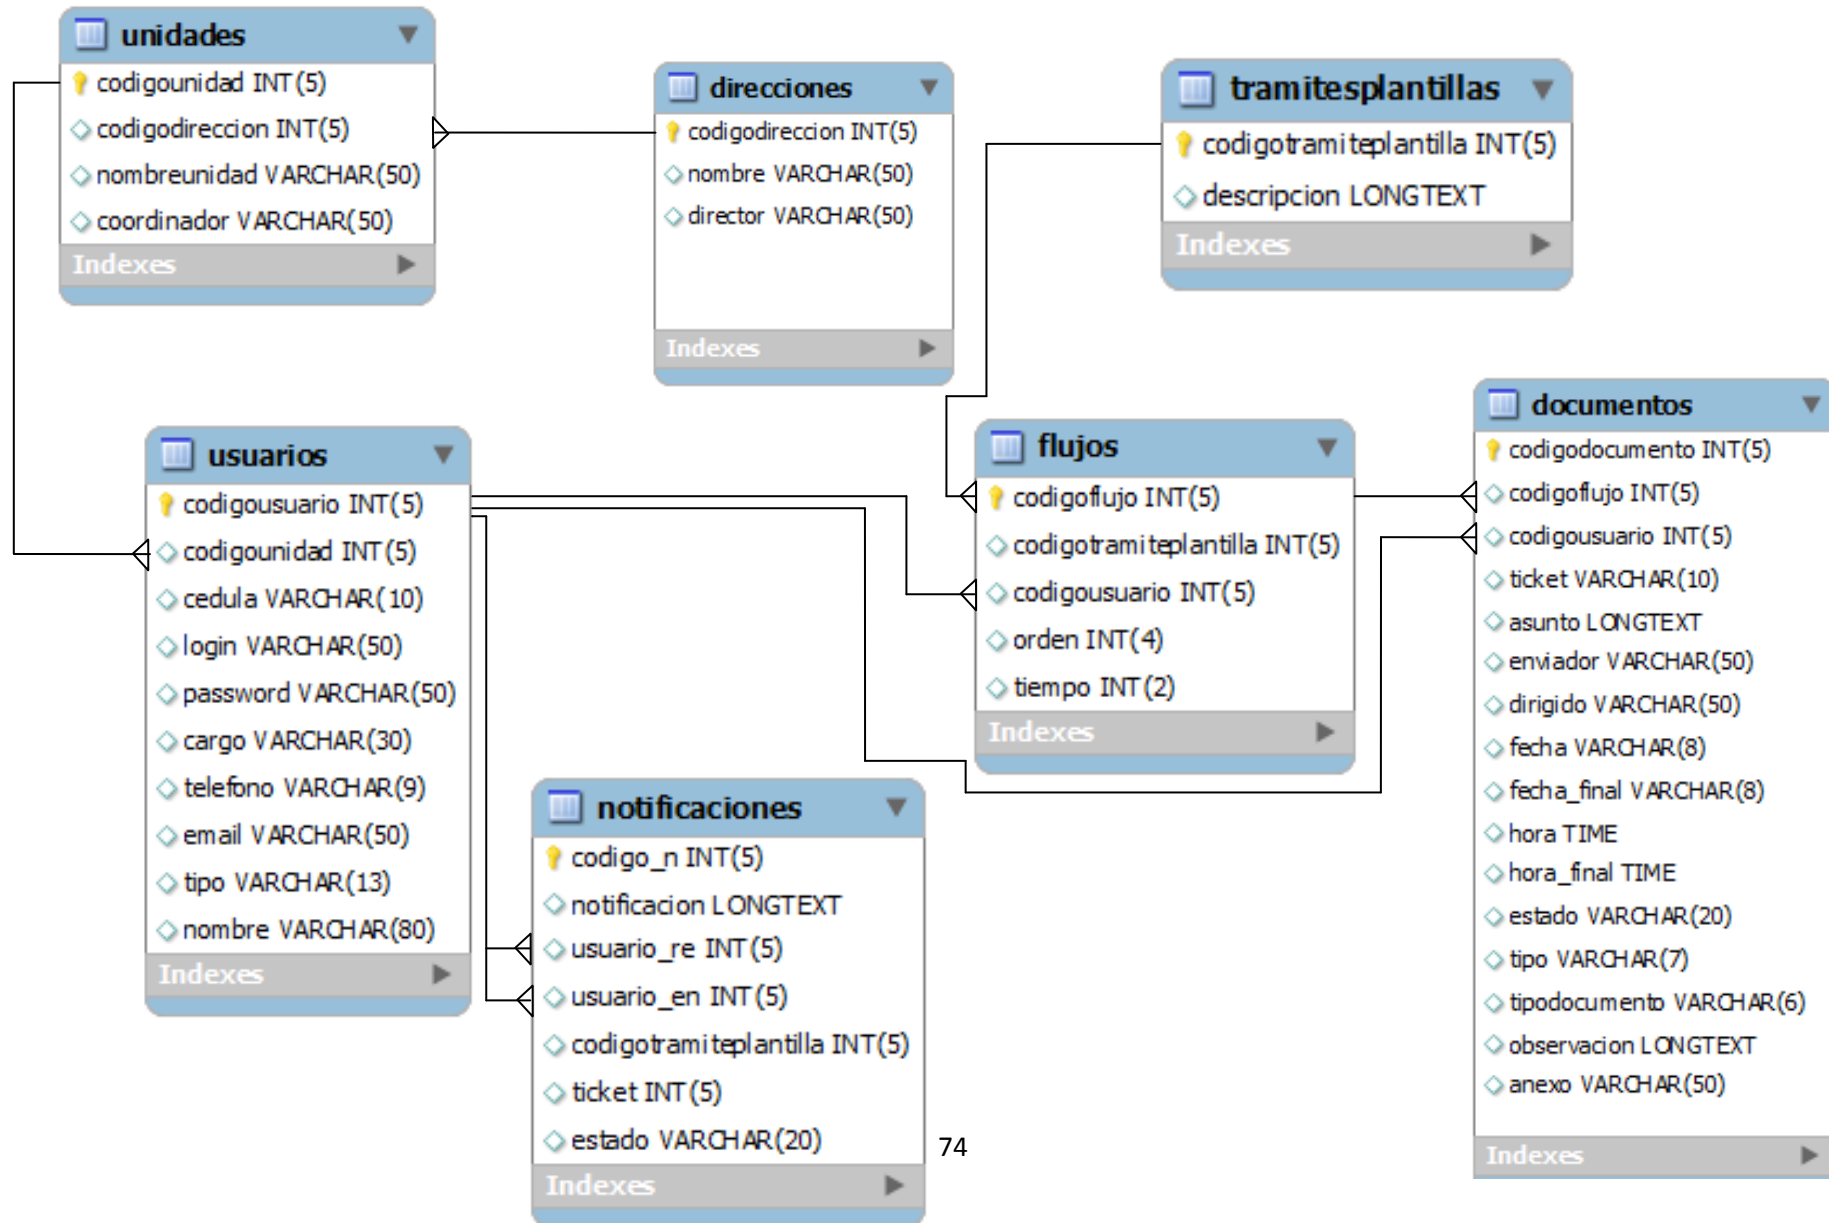 unidades
codigounidad INT(5)
codigodireccion INT(5)
nombreunidad VARCHAR(50)
coordinador VARCHAR(50)
Indexes
direcciones
codigodireccion INT(5)
nombre VARCHAR(50)
director VARCHAR(50)
Indexes
tramitesplantillas
codigotramiteplantilla INT(5)
descripcion LONGTEXT
Indexes
usuarios
codigousuario INT(5)
codigounidad INT(5)
cedula VARCHAR(10)
login VARCHAR(50)
password VARCHAR(50)
cargo VARCHAR(30)
telefono VARCHAR(9)
email VARCHAR(50)
tipo VARCHAR(13)
nombre VARCHAR(80)
Indexes
flujos
codigoflujo INT(5)
codigotramiteplantilla INT(5)
codigousuario INT(5)
orden INT(4)
tiempo INT(2)
Indexes
documentos
codigodocumento INT(5)
codigoflujo INT(5)
codigousuario INT(5)
ticket VARCHAR(10)
asunto LONGTEXT
enviador VARCHAR(50)
dirigido VARCHAR(50)
fecha VARCHAR(8)
fecha_final VARCHAR(8)
hora TIME
hora_final TIME
estado VARCHAR(20)
tipo VARCHAR(7)
tipodocumento VARCHAR(6)
observacion LONGTEXT
anexo VARCHAR(50)
Indexes
notificaciones
codigo_n INT(5)
notificacion LONGTEXT
usuario_re INT(5)
usuario_en INT(5)
codigotramiteplantilla INT(5)
ticket INT(5)
estado VARCHAR(20)
Indexes
74